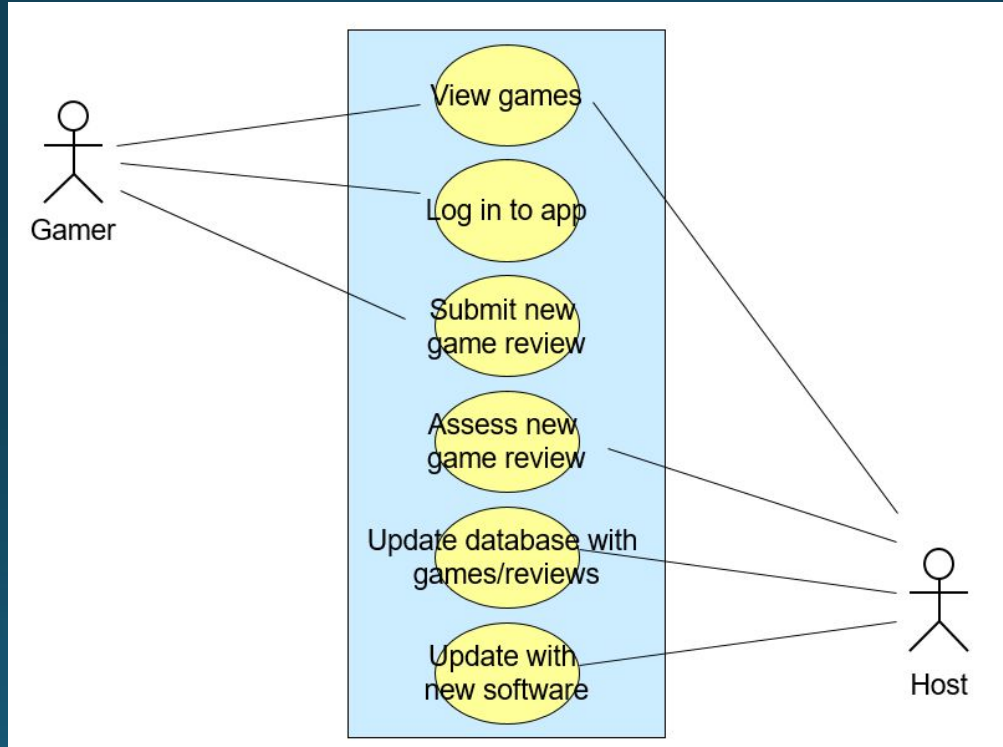 View games
Log in to app
Gamer
Submit new
game review
Assess new
game review
Update database with
games/reviews
Update with
new software
Host